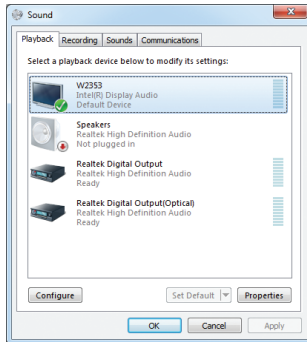 Sound
Playback Recording Sounds Communications
Select a playback device below to modify its settings:
W2353
Intel(R) Display Audio
Default Device
Speakers
Realtek High Definition Audio
Not plugged in
Realtek Digital Output
Realtek High Definition Audio
Ready
Realtek Digital Output(Optical)
Realtek High Definition Audio
Ready
Configure Set Default Properties
OK Cancel Apply